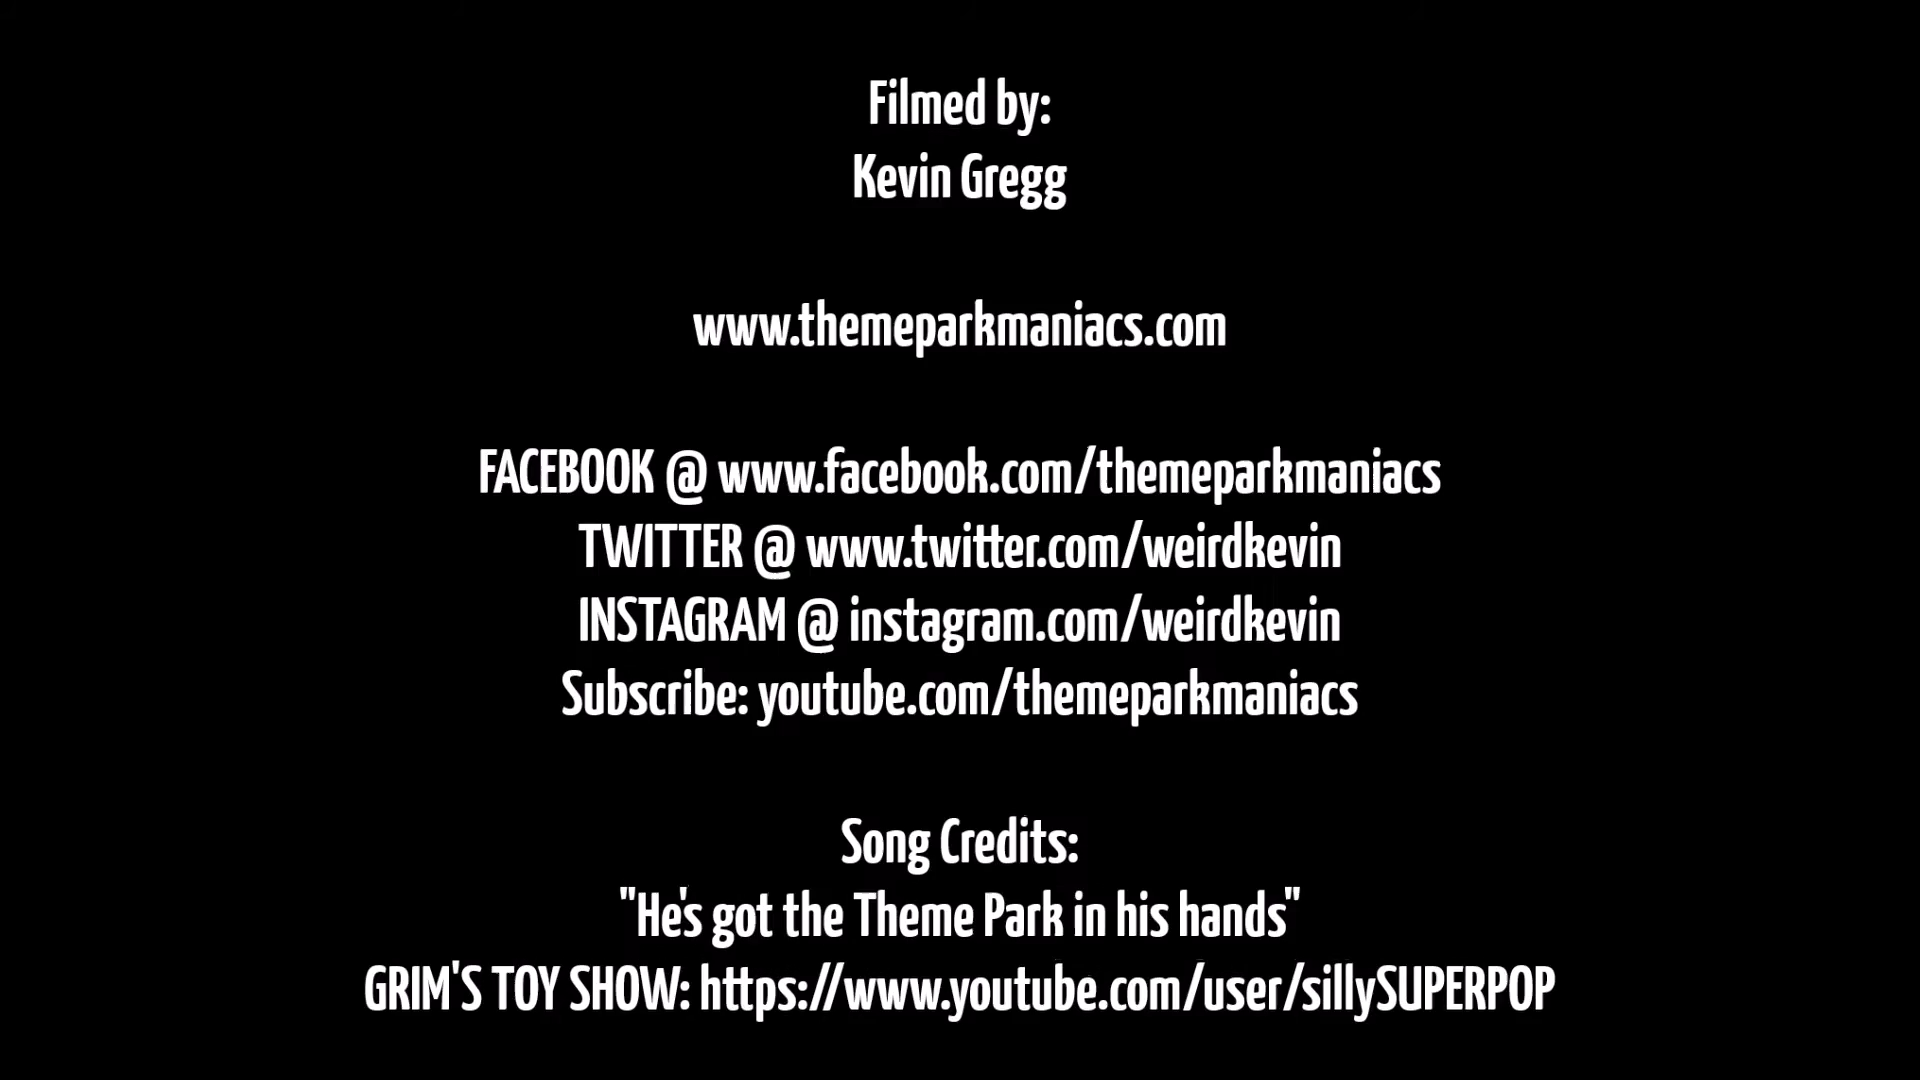 Filmed by:
Kevin Gregg
www.themeparkmaniacs.com
FACEBOOK @ www.facebook.com/themeparkmaniacs
TWITTER @ www.twitter.com/weirdkevin
INSTAGRAM @ instagram.com/weirdkevin
Subscribe: youtube.com/themeparkmaniacs
Song Credits:
"He's got the Theme Park in his hands"
GRIM'S TOY SHOW: https://www.youtube.com/user/sillySUPERPOP